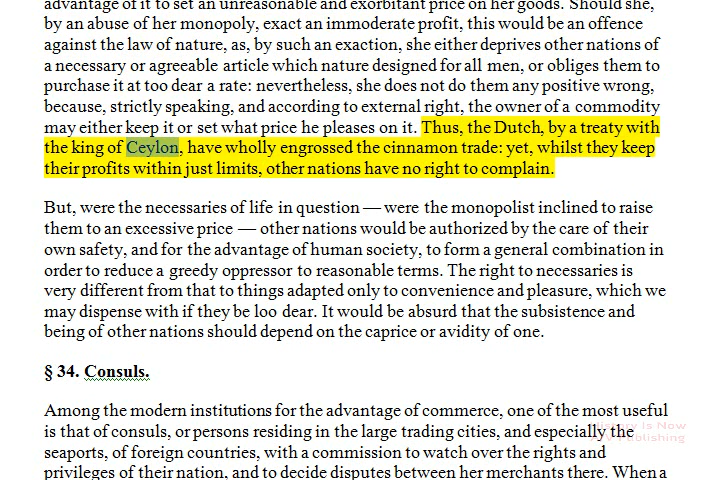 advantage of it to set an unreasonable and exorbitant price on her goods. Should she,
by an abuse of her monopoly, exact an immoderate profit, this would be an offence
against the law of nature, as, by such an exaction, she either deprives other nations of
a necessary or agreeable article which nature designed for all men, or obliges them to
purchase it at too dear a rate: nevertheless, she does not do them any positive wrong,
because, strictly speaking, and according to external right, the owner of a commodity
may either keep it or set what price he pleases on it. Thus, the Dutch, by a treaty with
the king of Ceylon, have wholly engrossed the cinnamon trade: yet, whilst they keep
their profits within just limits, other nations have no right to complain.
But, were the necessaries of life in question — were the monopolist inclined to raise
them to an excessive price — other nations would be authorized by the care of their
own safety, and for the advantage of human society, to form a general combination in
order to reduce a greedy oppressor to reasonable terms. The right to necessaries is
very different from that to things adapted only to convenience and pleasure, which we
may dispense with if they be loo dear. It would be absurd that the subsistence and
being of other nations should depend on the caprice or avidity of one.
§ 34. Consuls.
Among the modern institutions for the advantage of commerce, one of the most useful
is that of consuls, or persons residing in the large trading cities, and especially the
seaports, of foreign countries, with a commission to watch over the rights and
privileges of their nation, and to decide disputes between her merchants there. When a
History Is Now
Publishing